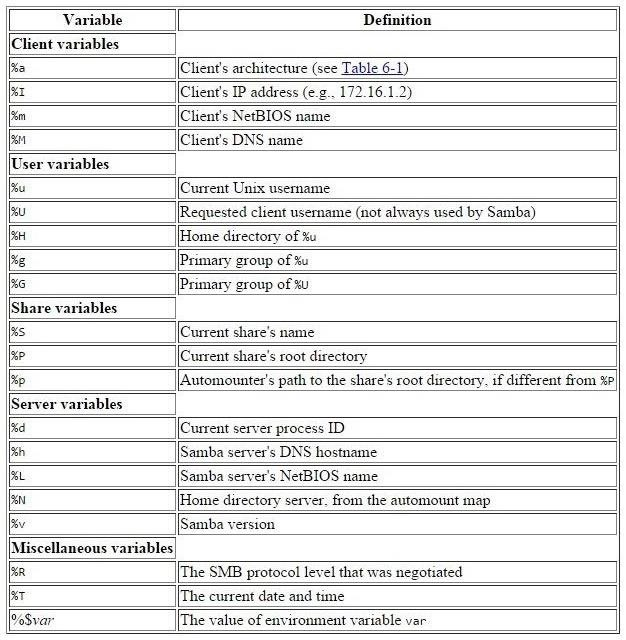 Variable Definition
Client variables
%a Client's architecture (see Table 6-1)
%I Client's IP address (e.g., 172.16.1.2)
%m Client's NetBIOS name
%M Client's DNS name
User variables
%u Current Unix username
%U Requested client username (not always used by Samba)
%H Home directory of %u
%g Primary group of %u
%G Primary group of %U
Share variables
%S Current share's name
%P Current share's root directory
%p Automounter's path to the share's root directory, if different from %P
Server variables
%d Current server process ID
%h Samba server's DNS hostname
%L Samba server's NetBIOS name
%N Home directory server, from the automount map
%v Samba version
Miscellaneous variables
%R The SMB protocol level that was negotiated
%T The current date and time
%$var The value of environment variable var